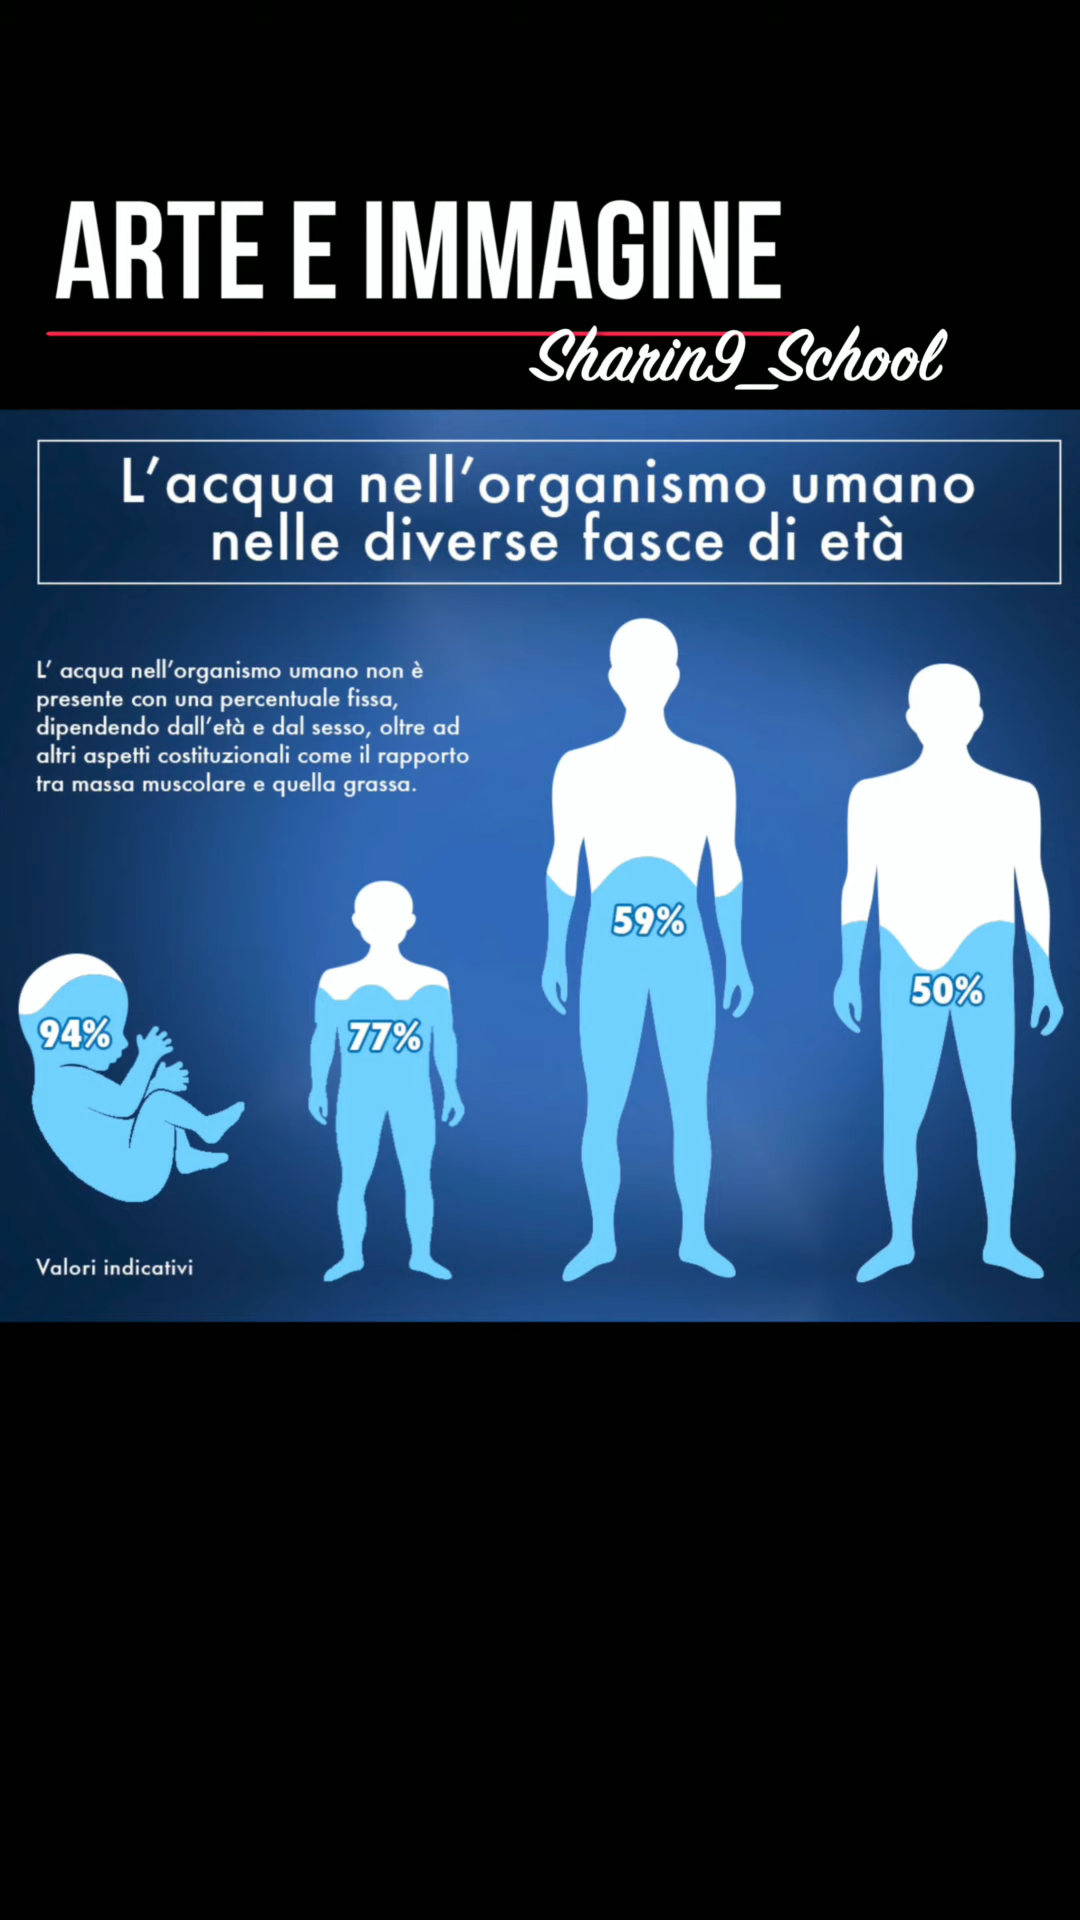 ARTE E IMMAGINE
Sharin9_School
L'acqua nell'organismo umano
nelle diverse fasce di età
L' acqua nell'organismo umano non è
presente con una percentuale fissa,
dipendendo dall'età e dal sesso, oltre ad
altri aspetti costituzionali come il rapporto
tra massa muscolare e quella grassa.
94%
77%
59%
50%
Valori indicativi